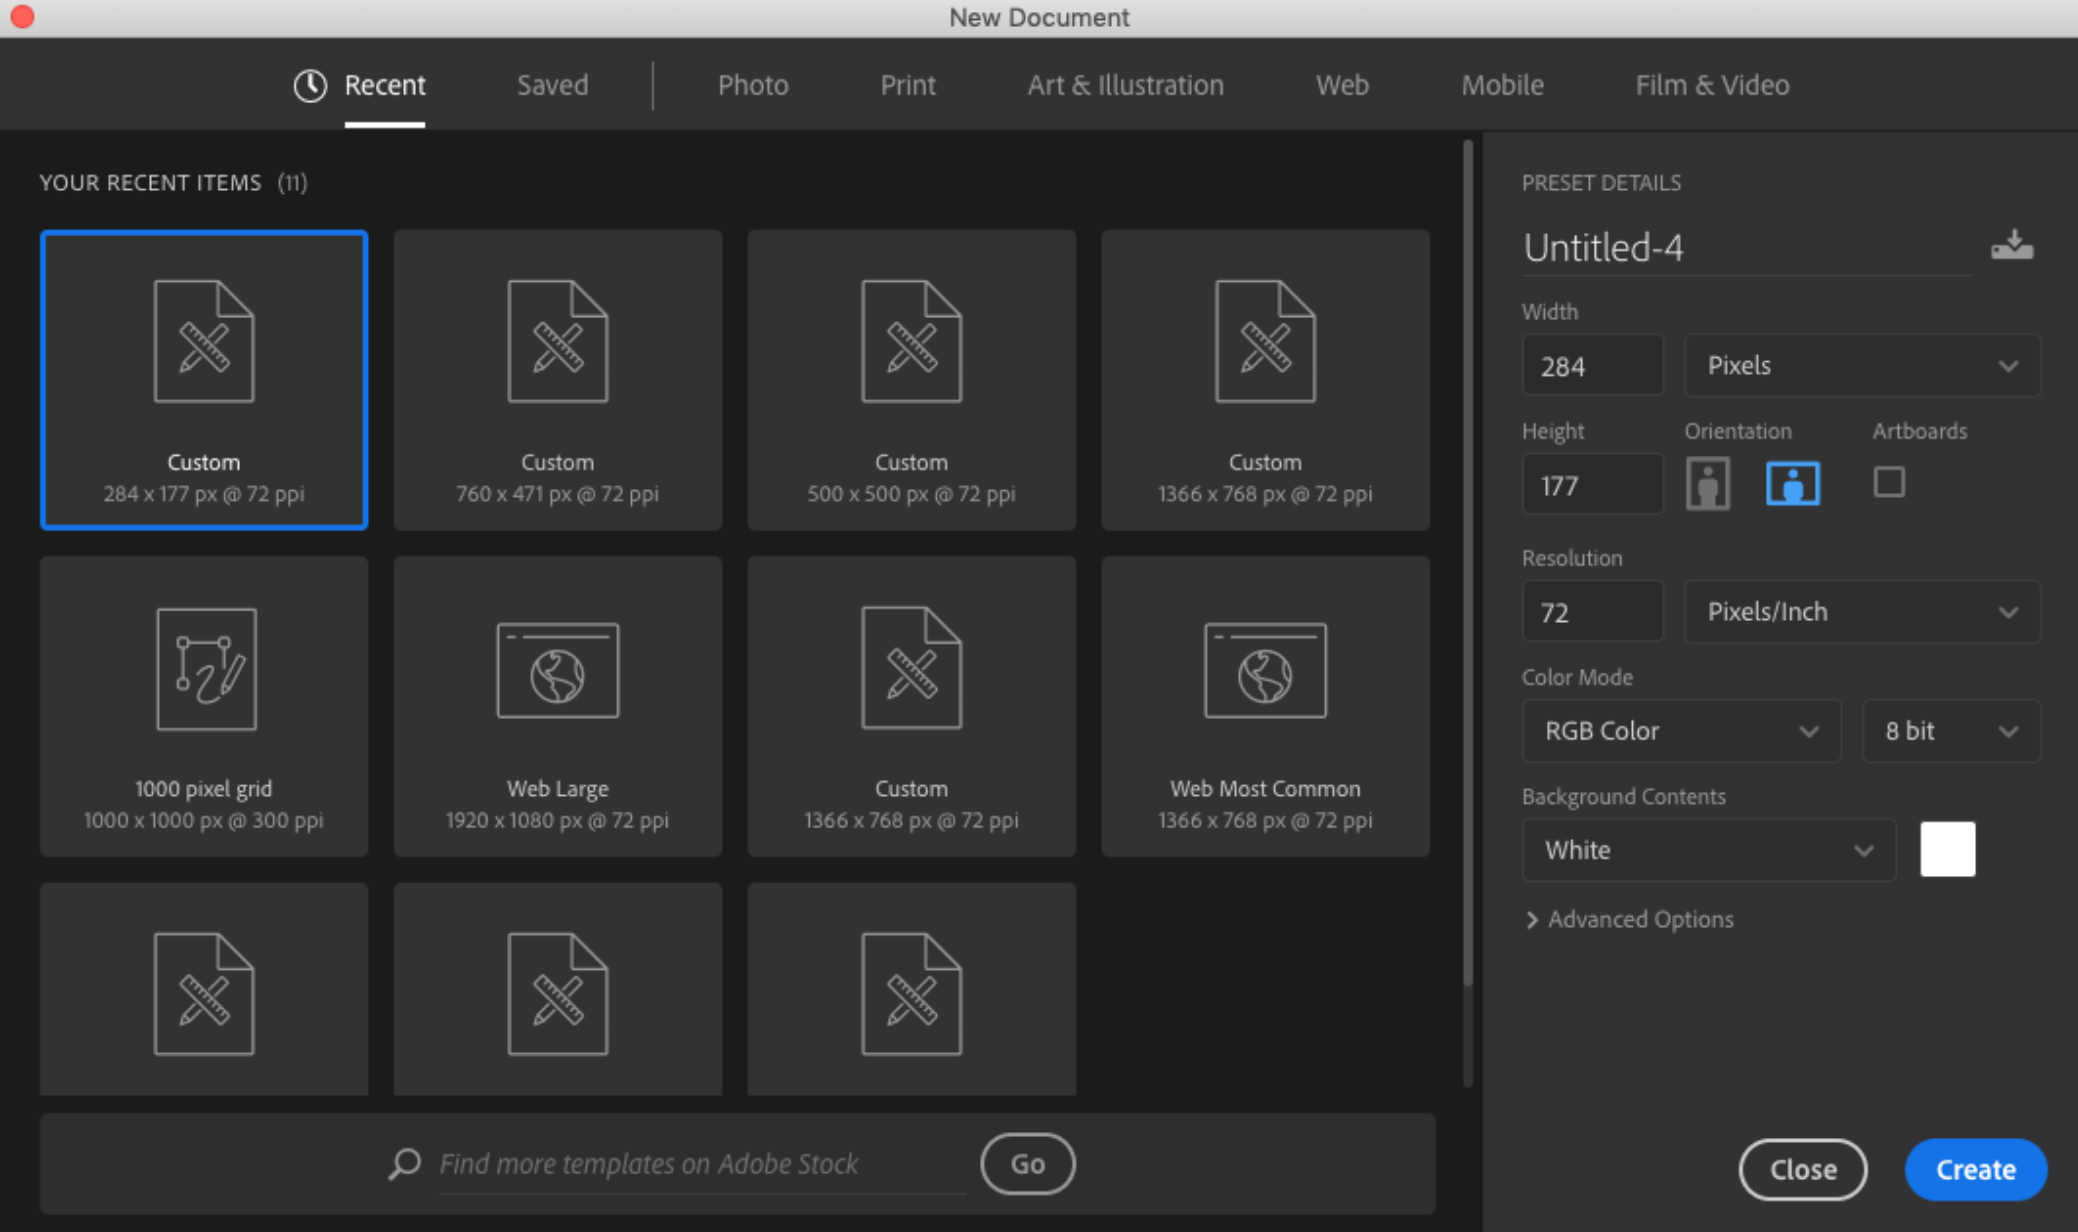 New Document
Recent Saved Photo Print Art & Illustration Web Mobile Film & Video
YOUR RECENT ITEMS (11)
Custom
284 x 177 px @ 72 ppi
Custom
760 x 471 px @ 72 ppi
Custom
500 x 500 px @ 72 ppi
Custom
1366 x 768 px @ 72 ppi
1000 pixel grid
1000 x 1000 px @ 300 ppi
Web Large
1920 x 1080 px @ 72 ppi
Custom
1366 x 768 px @ 72 ppi
Web Most Common
1366 x 768 px @ 72 ppi
Find more templates on Adobe Stock
Go
PRESET DETAILS
Untitled-4
Width
284 Pixels
Height Orientation Artboards
177
Resolution
72 Pixels/Inch
Color Mode
RGB Color 8 bit
Background Contents
White
Advanced Options
Close Create